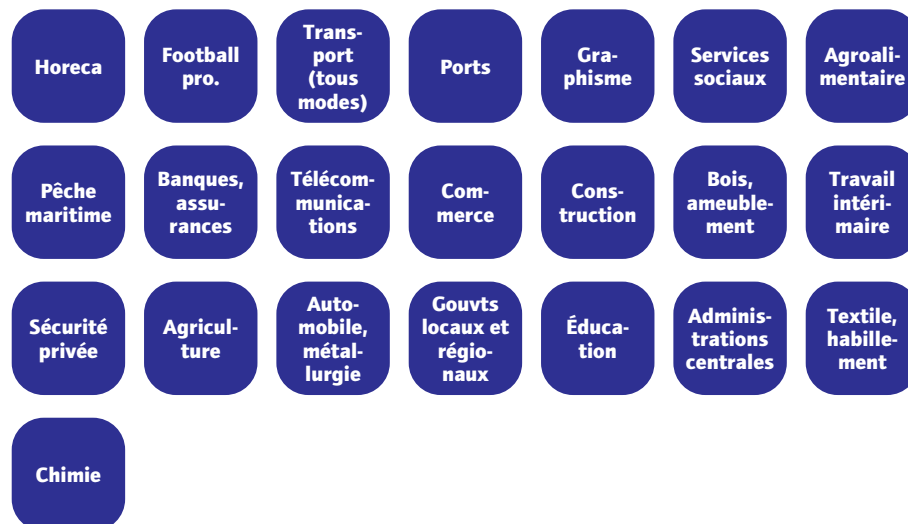 Horeca
Football
pro.
Trans-
port
(tous
modes)
Ports
Gra-
phisme
Services
sociaux
Agroali-
mentaire
Pêche
maritime
Banques,
assu-
rances
Télécom-
munica-
tions
Com-
merce
Cons-
truction
Bois,
ameuble-
ment
Travail
intéri-
maire
Sécurité
privée
Agricul-
ture
Auto-
mobile,
métal-
lurgie
Gouvts
locaux et
régio-
naux
Éduca-
tion
Adminis-
trations
centrales
Textile,
habille-
ment
Chimie